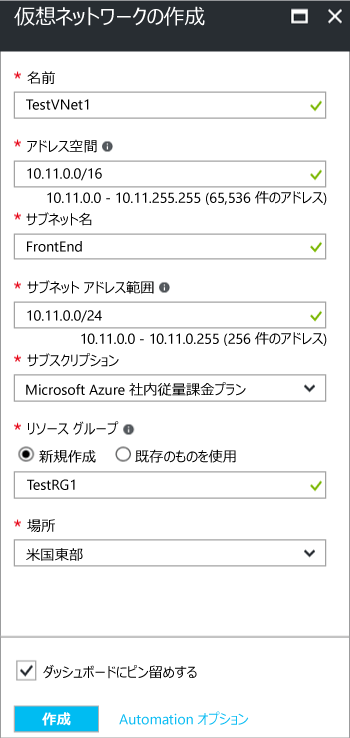 仮想ネットワークの作成
* 名前
TestVNet1
* アドレス空間
10.11.0.0/16
10.11.0.0 - 10.11.255.255 (65,536 件のアドレス)
* サブネット名
FrontEnd
* サブネット アドレス範囲
10.11.0.0/24
10.11.0.0 - 10.11.0.255 (256 件のアドレス)
* サブスクリプション
Microsoft Azure 社内従量課金プラン
* リソース グループ
新規作成 既存のものを使用
TestRG1
* 場所
米国東部
ダッシュボードにピン留めする
作成 Automation オプション